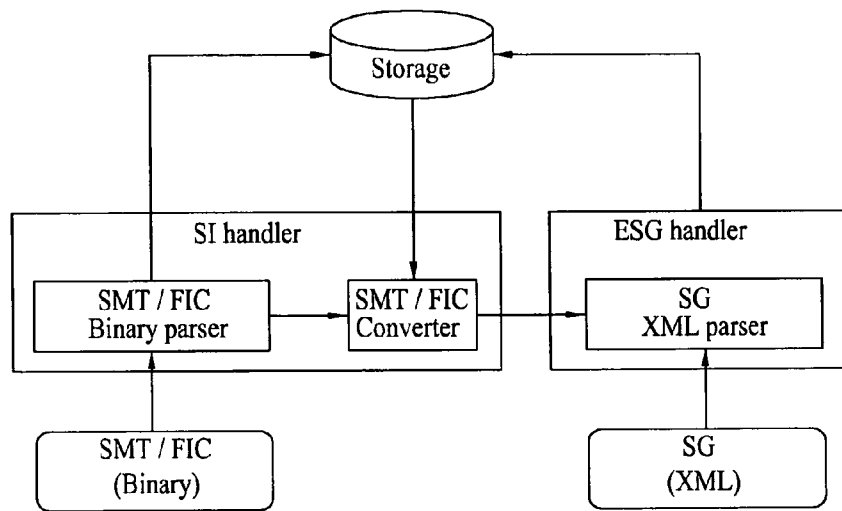 Storage
SI handler
ESG handler
SMT / FIC
Binary parser
SMT / FIC
Converter
SG
XML parser
SMT / FIC
(Binary)
SG
(XML)